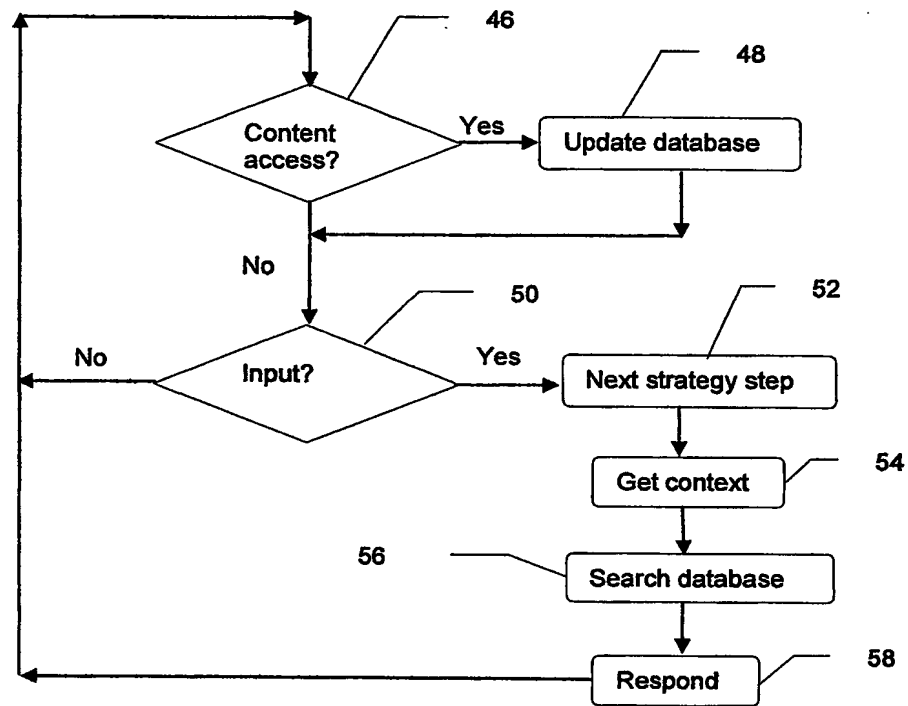 46
48
Content
access?
Yes
Update database
No
50
52
No
Input?
Yes
Next strategy step
54
Get context
56
Search database
58
Respond